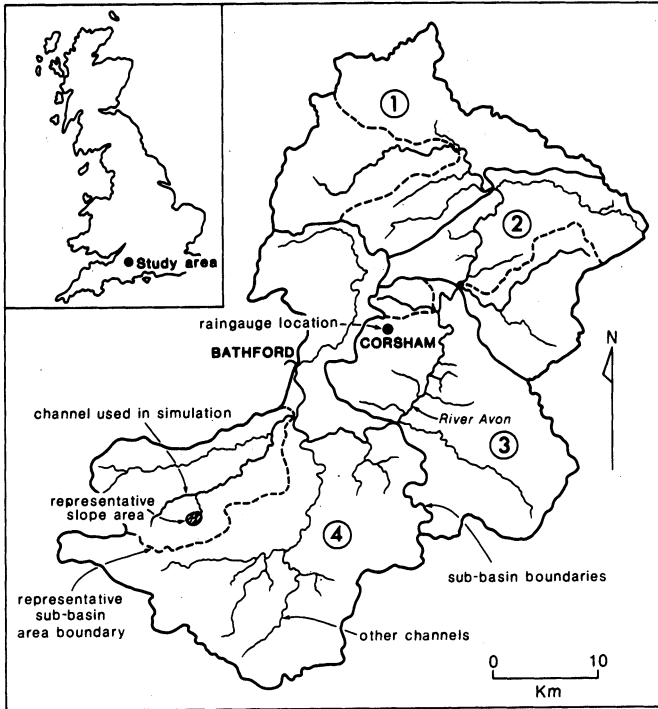 Study area
1
2
raingauge location
CORSHAM
BATHFORD
N
channel used in simulation
River Avon
3
representative
slope area
4
sub-basin boundaries
representative
sub-basin
area boundary
other channels
0 10
Km